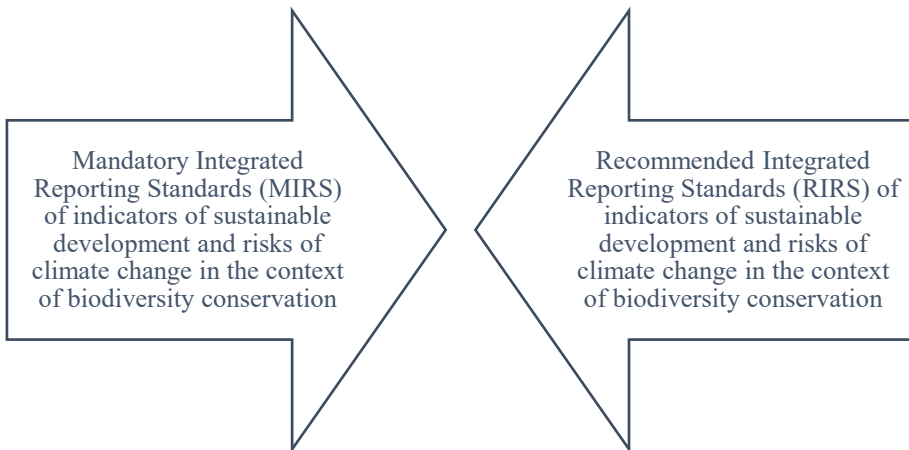 Mandatory Integrated
Reporting Standards (MIRS)
of indicators of sustainable
development and risks of
climate change in the context
of biodiversity conservation
Recommended Integrated
Reporting Standards (RIRS) of
indicators of sustainable
development and risks of
climate change in the context
of biodiversity conservation